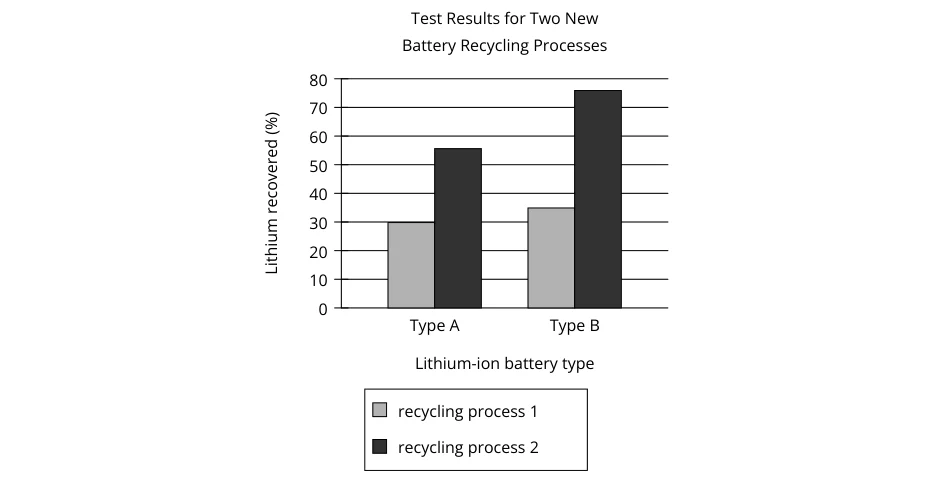 Test Results for Two New
Battery Recycling Processes
Lithium recovered (%)
80
70
60
50
40
30
20
10
0
Type A
Type B
Lithium-ion battery type
recycling process 1
recycling process 2